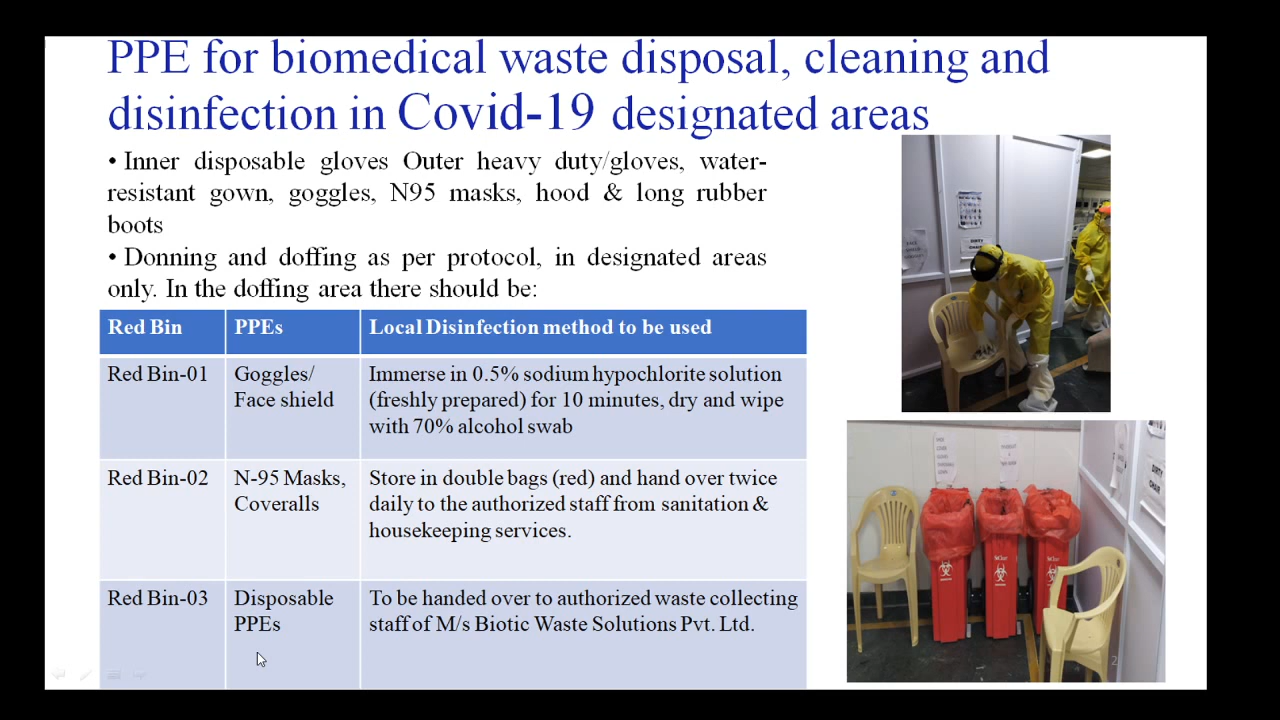 PPE for biomedical waste disposal, cleaning and
disinfection in Covid-19 designated areas
• Inner disposable gloves Outer heavy duty/gloves, water-
resistant gown, goggles, N95 masks, hood & long rubber
boots
• Donning and doffing as per protocol, in designated areas
only. In the doffing area there should be:
Red Bin PPEs Local Disinfection method to be used
Red Bin-01
Goggles/
Face shield
Immerse in 0.5% sodium hypochlorite solution
(freshly prepared) for 10 minutes, dry and wipe
with 70% alcohol swab
Red Bin-02
N-95 Masks,
Coveralls
Store in double bags (red) and hand over twice
daily to the authorized staff from sanitation &
housekeeping services.
Red Bin-03
Disposable
PPEs
To be handed over to authorized waste collecting
staff of M/s Biotic Waste Solutions Pvt. Ltd.
DIRTY
CHAIR
DIRTY
CHAIR
2